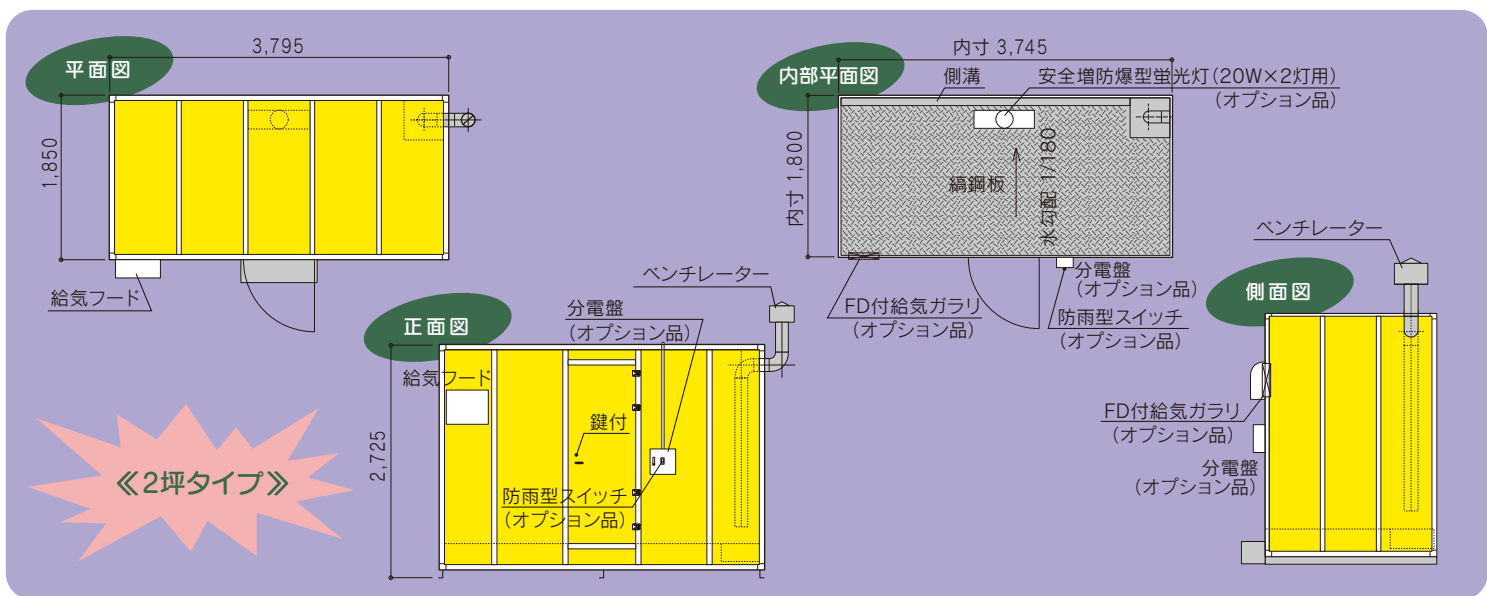 平面図
3,795
1,850
給気フード
内部平面図
内寸 3,745
側溝
安全増防爆型蛍光灯(20W×2灯用)
(オプション品)
内寸 1,800
縞鋼板
水勾配 1/180
FD付給気ガラリ
(オプション品)
分電盤
(オプション品)
防雨型スイッチ
(オプション品)
正面図
分電盤
(オプション品)
ベンチレーター
給気フード
2,725
鍵付
防雨型スイッチ
(オプション品)
側面図
ベンチレーター
FD付給気ガラリ
(オプション品)
分電盤
(オプション品)
≪2坪タイプ≫